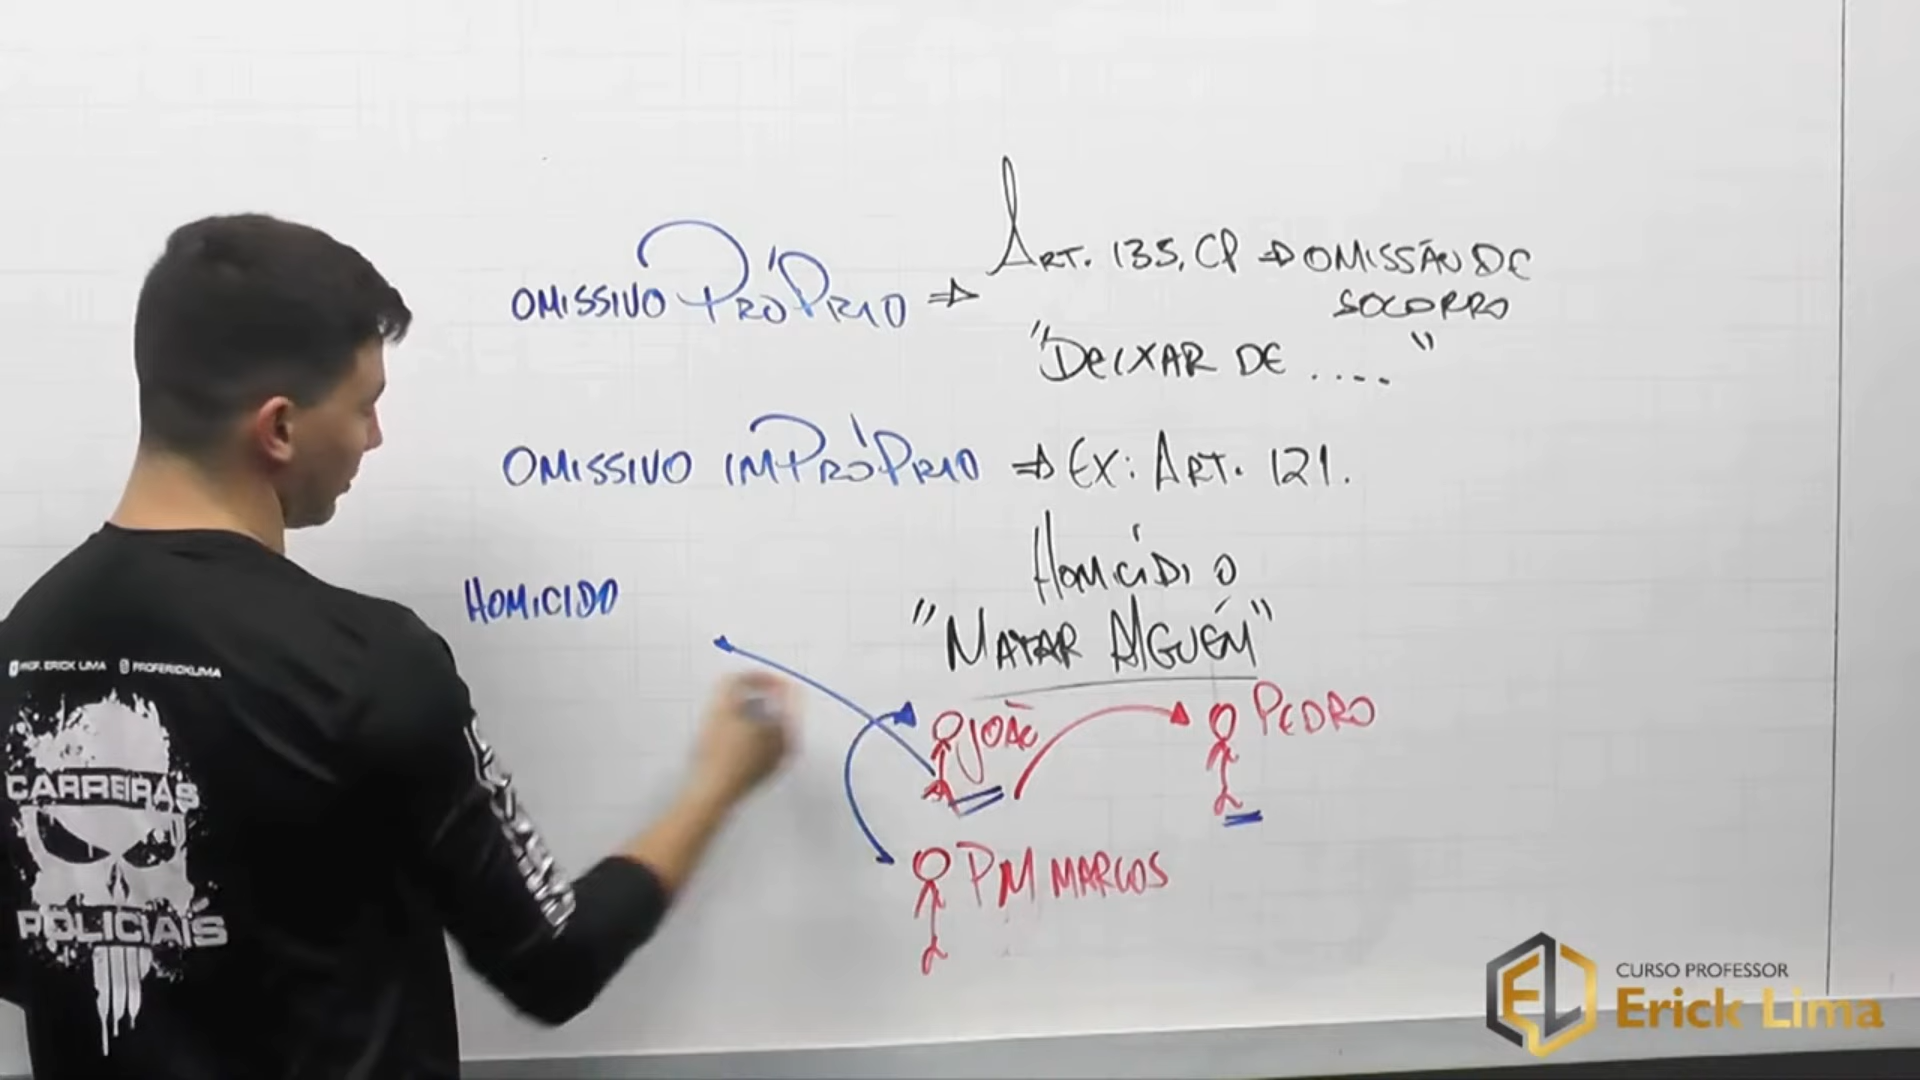 ART. 135, CP ⇒ OMISSÃO DE
SOCORRO
OMISSIVO PRÓPRIO ⇒
"DEIXAR DE ...."
OMISSIVO IMPRÓPRIO ⇒ EX: ART. 121.
HOMICÍDIO
"MATAR ALGUÉM"
HOMICIDO
JOÃO
PEDRO
PM MARCOS
PROF. ERICK LIMA PROFERICKLIMA
CARREIRAS
POLICIAIS
CURSO PROFESSOR
Erick Lima